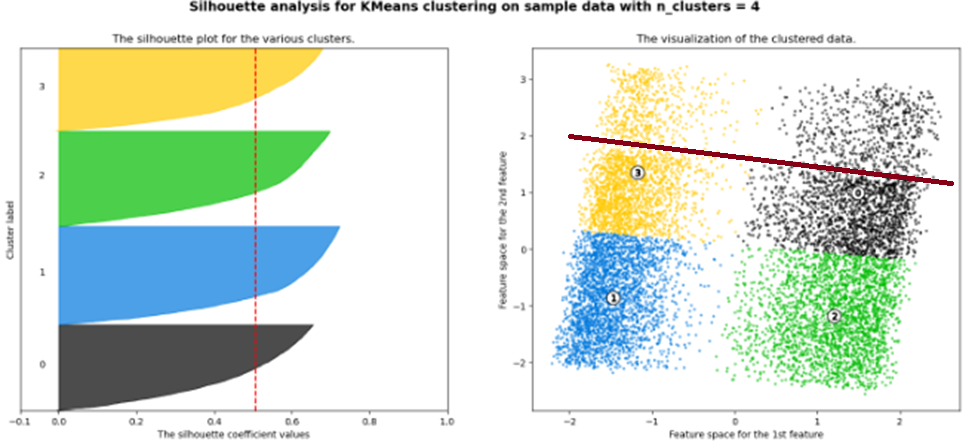 Silhouette analysis for KMeans clustering on sample data with n_clusters = 4
The silhouette plot for the various clusters.
Cluster label
3
2
1
0
−0.1 0.0 0.2 0.4 0.6 0.8 1.0
The silhouette coefficient values
The visualization of the clustered data.
Feature space for the 2nd feature
3
2
1
0
−1
−2
3
0
1
2
−2 −1 0 1 2
Feature space for the 1st feature